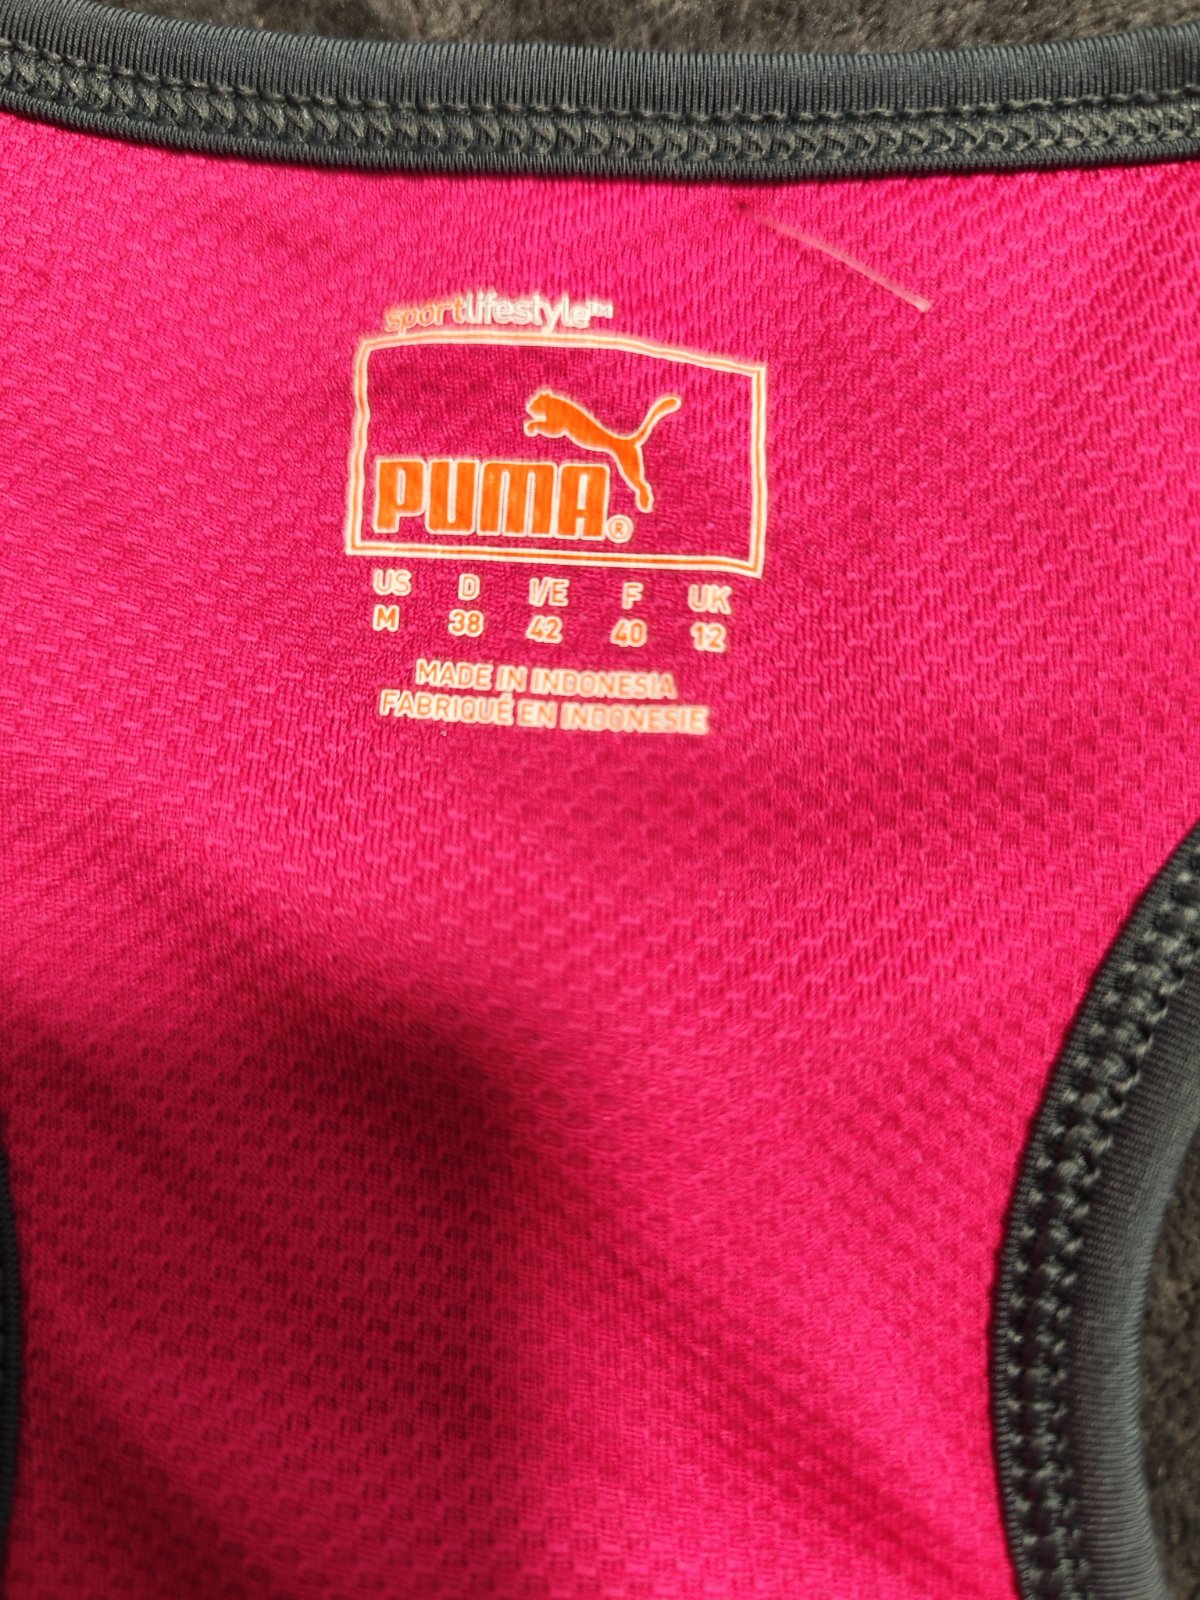 sportlifestyle™
PUMA®
US D I/E F UK
M 38 42 40 12
MADE IN INDONESIA
FABRIQUÉ EN INDONESIE